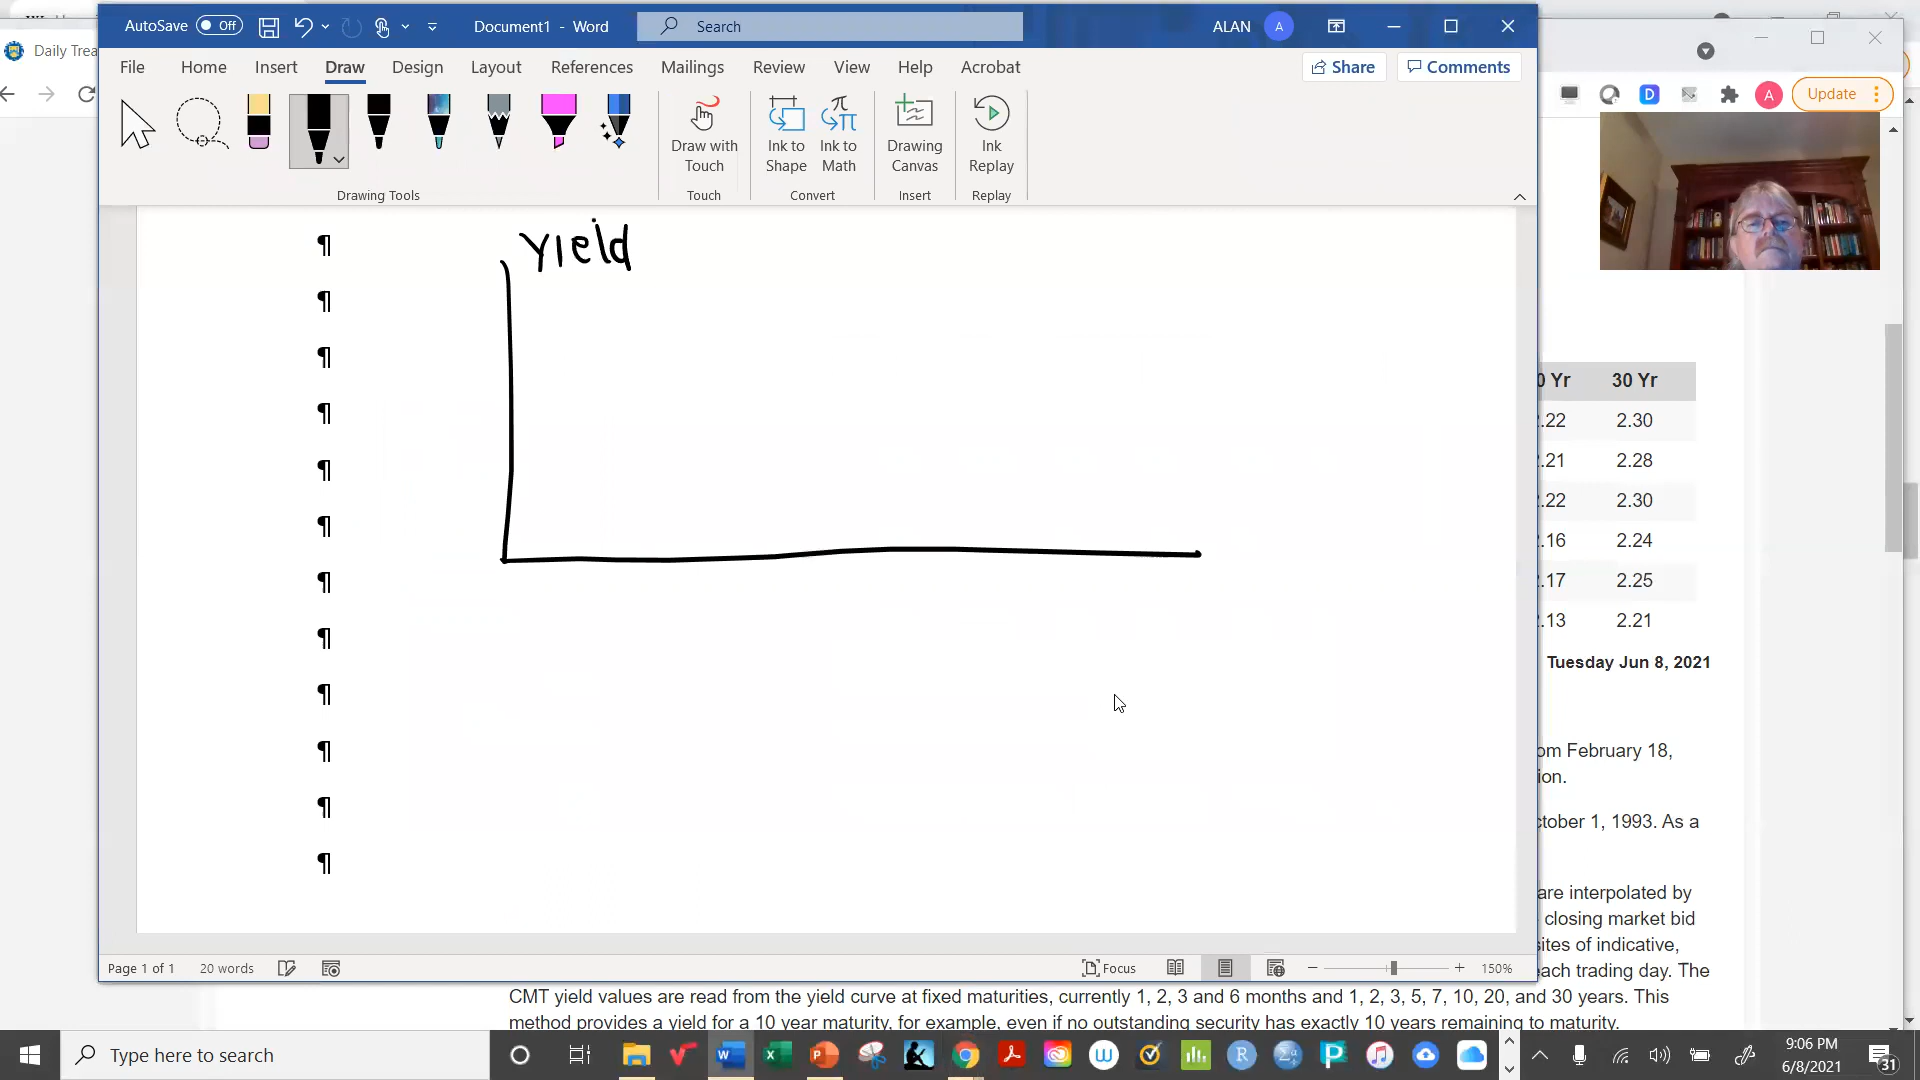 AutoSave Off Document1 - Word Search ALAN A
Daily Trea
File Home Insert Draw Design Layout References Mailings Review View Help Acrobat Share Comments
D A Update
Draw with Touch
Ink to Shape
Ink to Math
Drawing Canvas
Ink Replay
Drawing Tools Touch Convert Insert Replay
¶ Yield
¶
¶
¶
¶
¶
¶
¶
¶
¶
¶
¶
0 Yr 30 Yr
.22 2.30
.21 2.28
.22 2.30
.16 2.24
.17 2.25
.13 2.21
Tuesday Jun 8, 2021
om February 18,
ion.
ctober 1, 1993. As a
are interpolated by
closing market bid
sites of indicative,
each trading day. The
Page 1 of 1 20 words Focus 150%
CMT yield values are read from the yield curve at fixed maturities, currently 1, 2, 3 and 6 months and 1, 2, 3, 5, 7, 10, 20, and 30 years. This
method provides a yield for a 10 year maturity, for example, even if no outstanding security has exactly 10 years remaining to maturity.
Type here to search
9:06 PM
6/8/2021
31